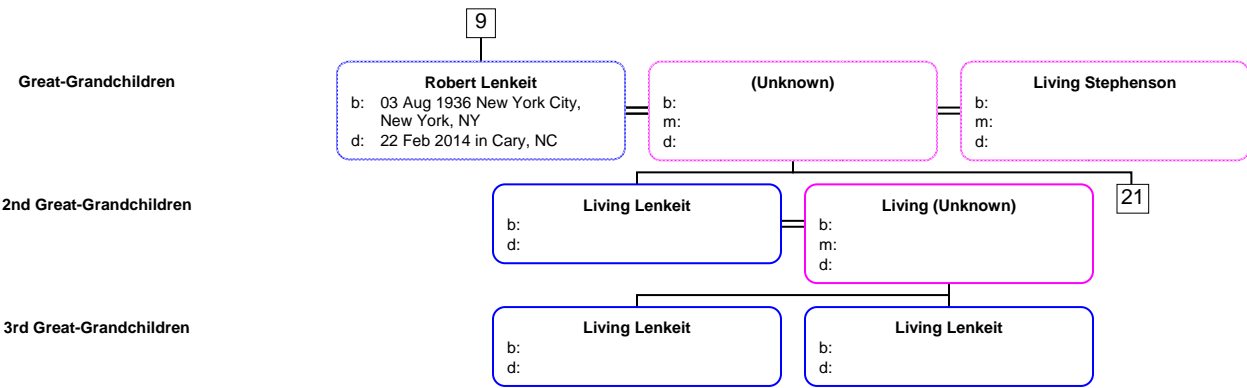 9
Great-Grandchildren
Robert Lenkeit
b: 03 Aug 1936 New York City,
New York, NY
d: 22 Feb 2014 in Cary, NC
(Unknown)
b:
m:
d:
Living Stephenson
b:
m:
d:
2nd Great-Grandchildren
Living Lenkeit
b:
d:
Living (Unknown)
b:
m:
d:
21
3rd Great-Grandchildren
Living Lenkeit
b:
d:
Living Lenkeit
b:
d: